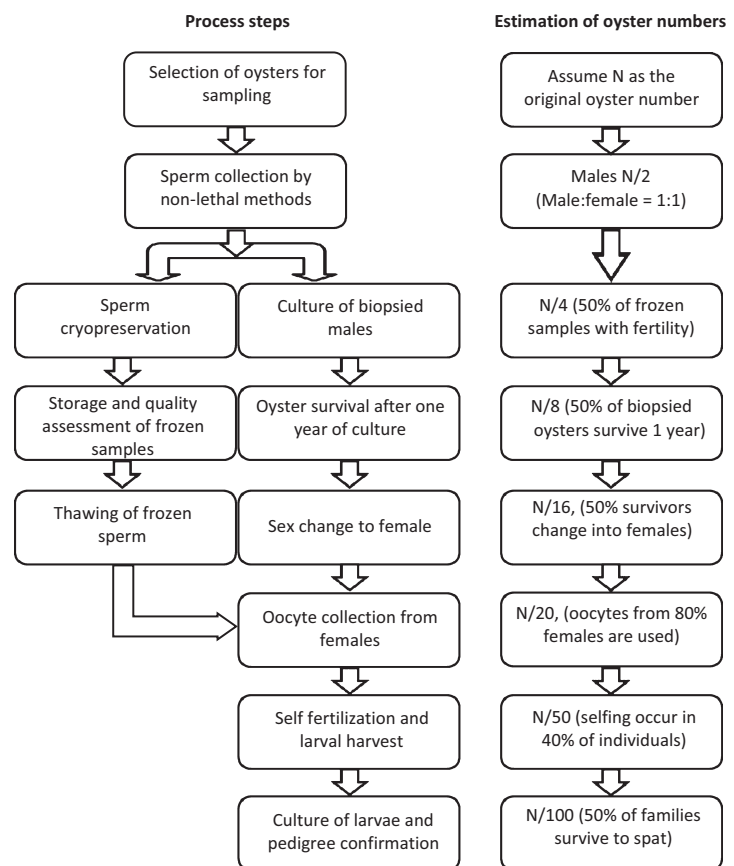 Process steps
Estimation of oyster numbers
Selection of oysters for
sampling
Assume N as the
original oyster number
Sperm collection by
non-lethal methods
Males N/2
(Male:female = 1:1)
Sperm
cryopreservation
Culture of biopsied
males
N/4 (50% of frozen
samples with fertility)
Storage and quality
assessment of frozen
samples
Oyster survival after one
year of culture
N/8 (50% of biopsied
oysters survive 1 year)
Thawing of frozen
sperm
Sex change to female
N/16, (50% survivors
change into females)
Oocyte collection from
females
N/20, (oocytes from 80%
females are used)
Self fertilization and
larval harvest
N/50 (selfing occur in
40% of individuals)
Culture of larvae and
pedigree confirmation
N/100 (50% of families
survive to spat)